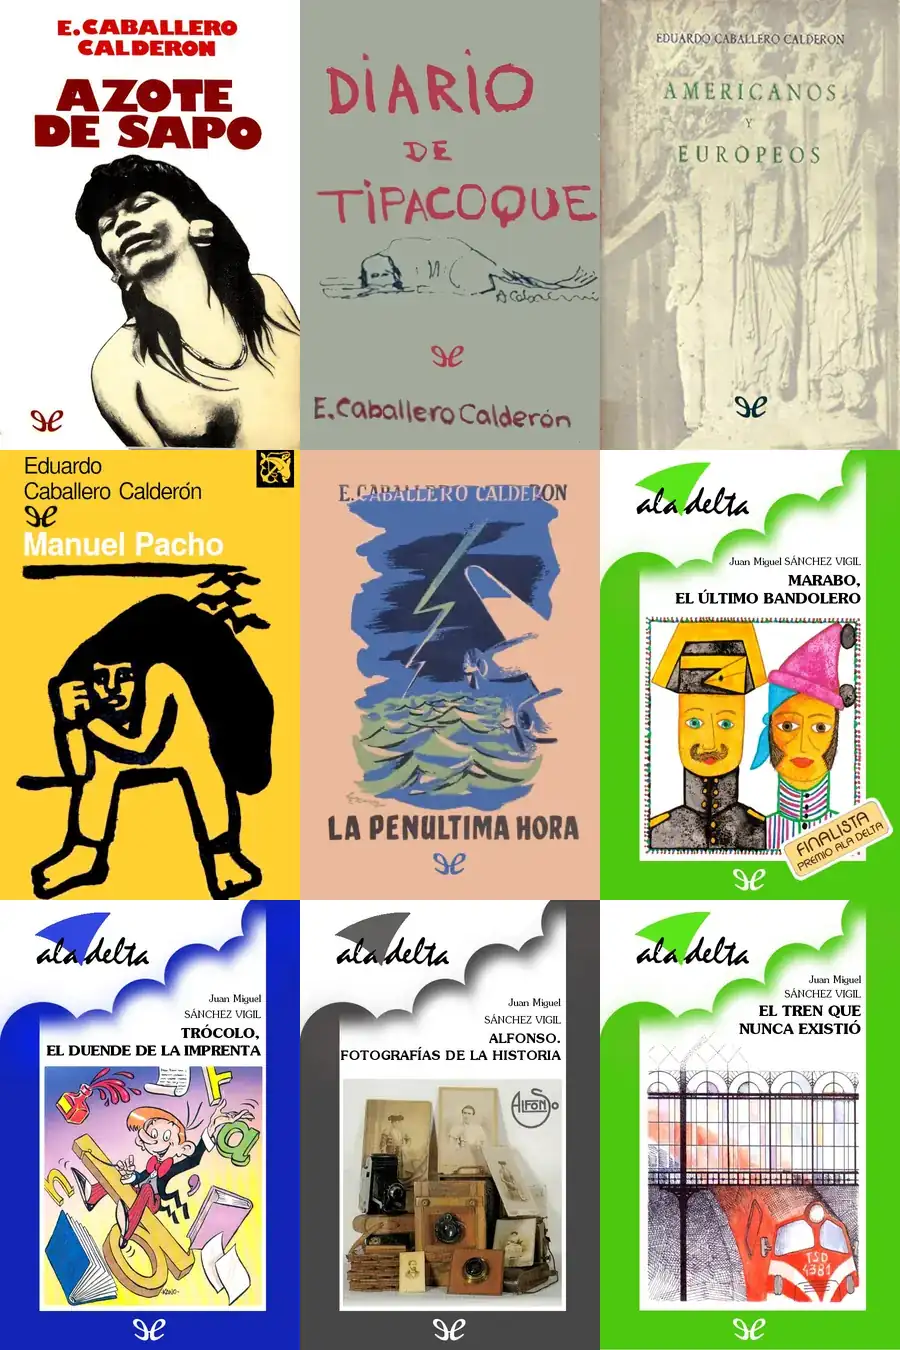 E. CABALLERO
CALDERON
AZOTE
DE SAPO
DIARIO
DE
TIPACOQUE
E. Caballero Calderón
EDUARDO CABALLERO CALDERON
AMERICANOS
Y
EUROPEOS
Eduardo
Caballero Calderón
Manuel Pacho
E. CABALLERO CALDERON
LA PENULTIMA HORA
ala delta
Juan Miguel SÁNCHEZ VIGIL
MARABO,
EL ÚLTIMO BANDOLERO
FINALISTA
PREMIO ALA DELTA
ala delta
Juan Miguel
SÁNCHEZ VIGIL
TRÓCOLO,
EL DUENDE DE LA IMPRENTA
ala delta
Juan Miguel
SÁNCHEZ VIGIL
ALFONSO.
FOTOGRAFÍAS DE LA HISTORIA
ALFONSO
ala delta
Juan Miguel
SÁNCHEZ VIGIL
EL TREN QUE
NUNCA EXISTIÓ
TSD
4381